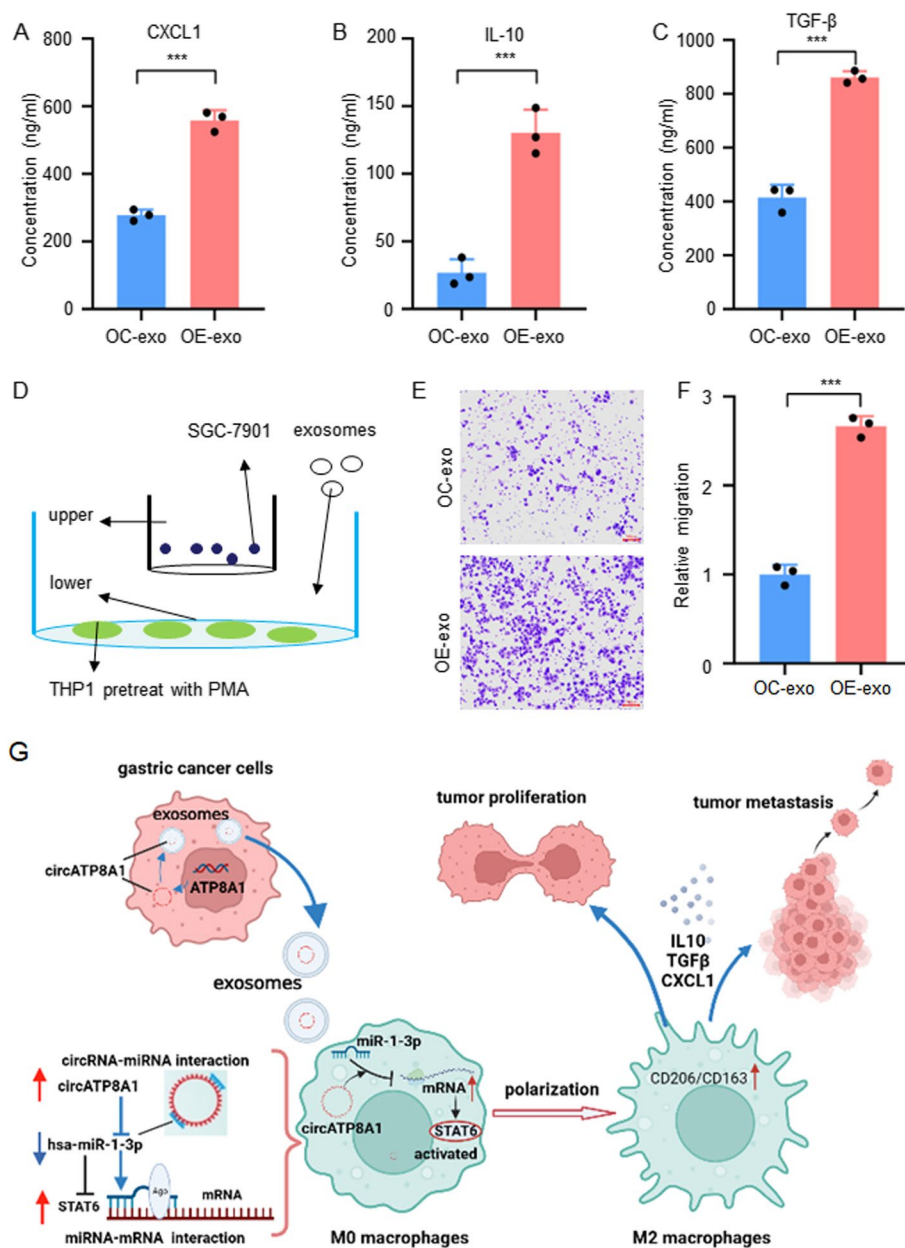 A
CXCL1
***
Concentration (ng/ml)
800
600
400
200
0
OC-exo
OE-exo
B
IL-10
***
Concentration (ng/ml)
200
150
100
50
0
OC-exo
OE-exo
C
TGF-β
***
Concentration (ng/ml)
1000
800
600
400
200
0
OC-exo
OE-exo
D
SGC-7901
exosomes
upper
lower
THP1 pretreat with PMA
E
OC-exo
OE-exo
F
***
Relative migration
3
2
1
0
OC-exo
OE-exo
G
gastric cancer cells
exosomes
circATP8A1
ATP8A1
exosomes
tumor proliferation
tumor metastasis
IL10
TGFβ
CXCL1
circRNA-miRNA interaction
circATP8A1
hsa-miR-1-3p
STAT6
Ago
mRNA
miRNA-mRNA interaction
miR-1-3p
mRNA
circATP8A1
STAT6
activated
M0 macrophages
polarization
CD206/CD163
M2 macrophages